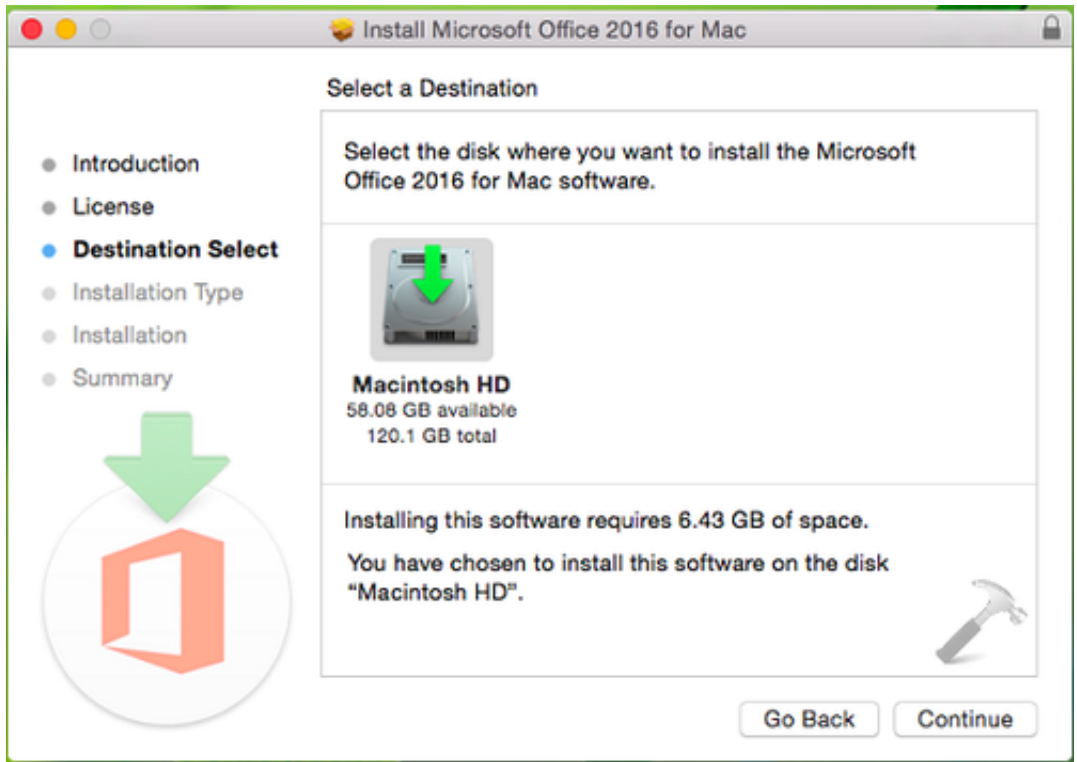 Install Microsoft Office 2016 for Mac
Select a Destination
Introduction
License
Destination Select
Installation Type
Installation
Summary
Select the disk where you want to install the Microsoft
Office 2016 for Mac software.
Macintosh HD
58.08 GB available
120.1 GB total
Installing this software requires 6.43 GB of space.
You have chosen to install this software on the disk
“Macintosh HD”.
Go Back
Continue